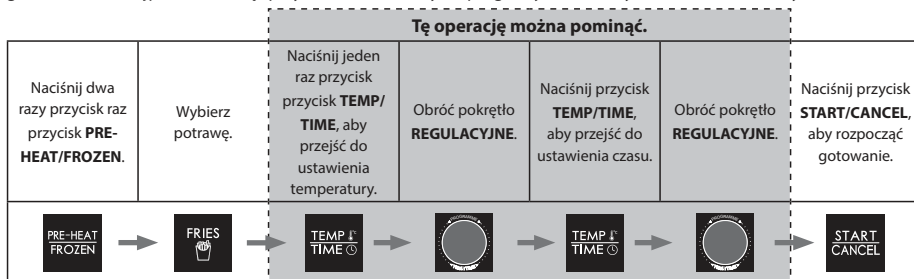 Tę operację można pominąć.
Naciśnij dwa
razy przycisk raz
przycisk PRE-
HEAT/FROZEN.
Wybierz
potrawę.
Naciśnij jeden
raz przycisk
przycisk TEMP/
TIME, aby
przejść do
ustawienia
temperatury.
Obróć pokrętło
REGULACYJNE.
Naciśnij przycisk
TEMP/TIME,
aby przejść do
ustawienia czasu.
Obróć pokrętło
REGULACYJNE.
Naciśnij przycisk
START/CANCEL,
aby rozpocząć
gotowanie.
PRE-HEAT
FROZEN
FRIES
TEMP
TIME
TEMP
TIME
START
CANCEL